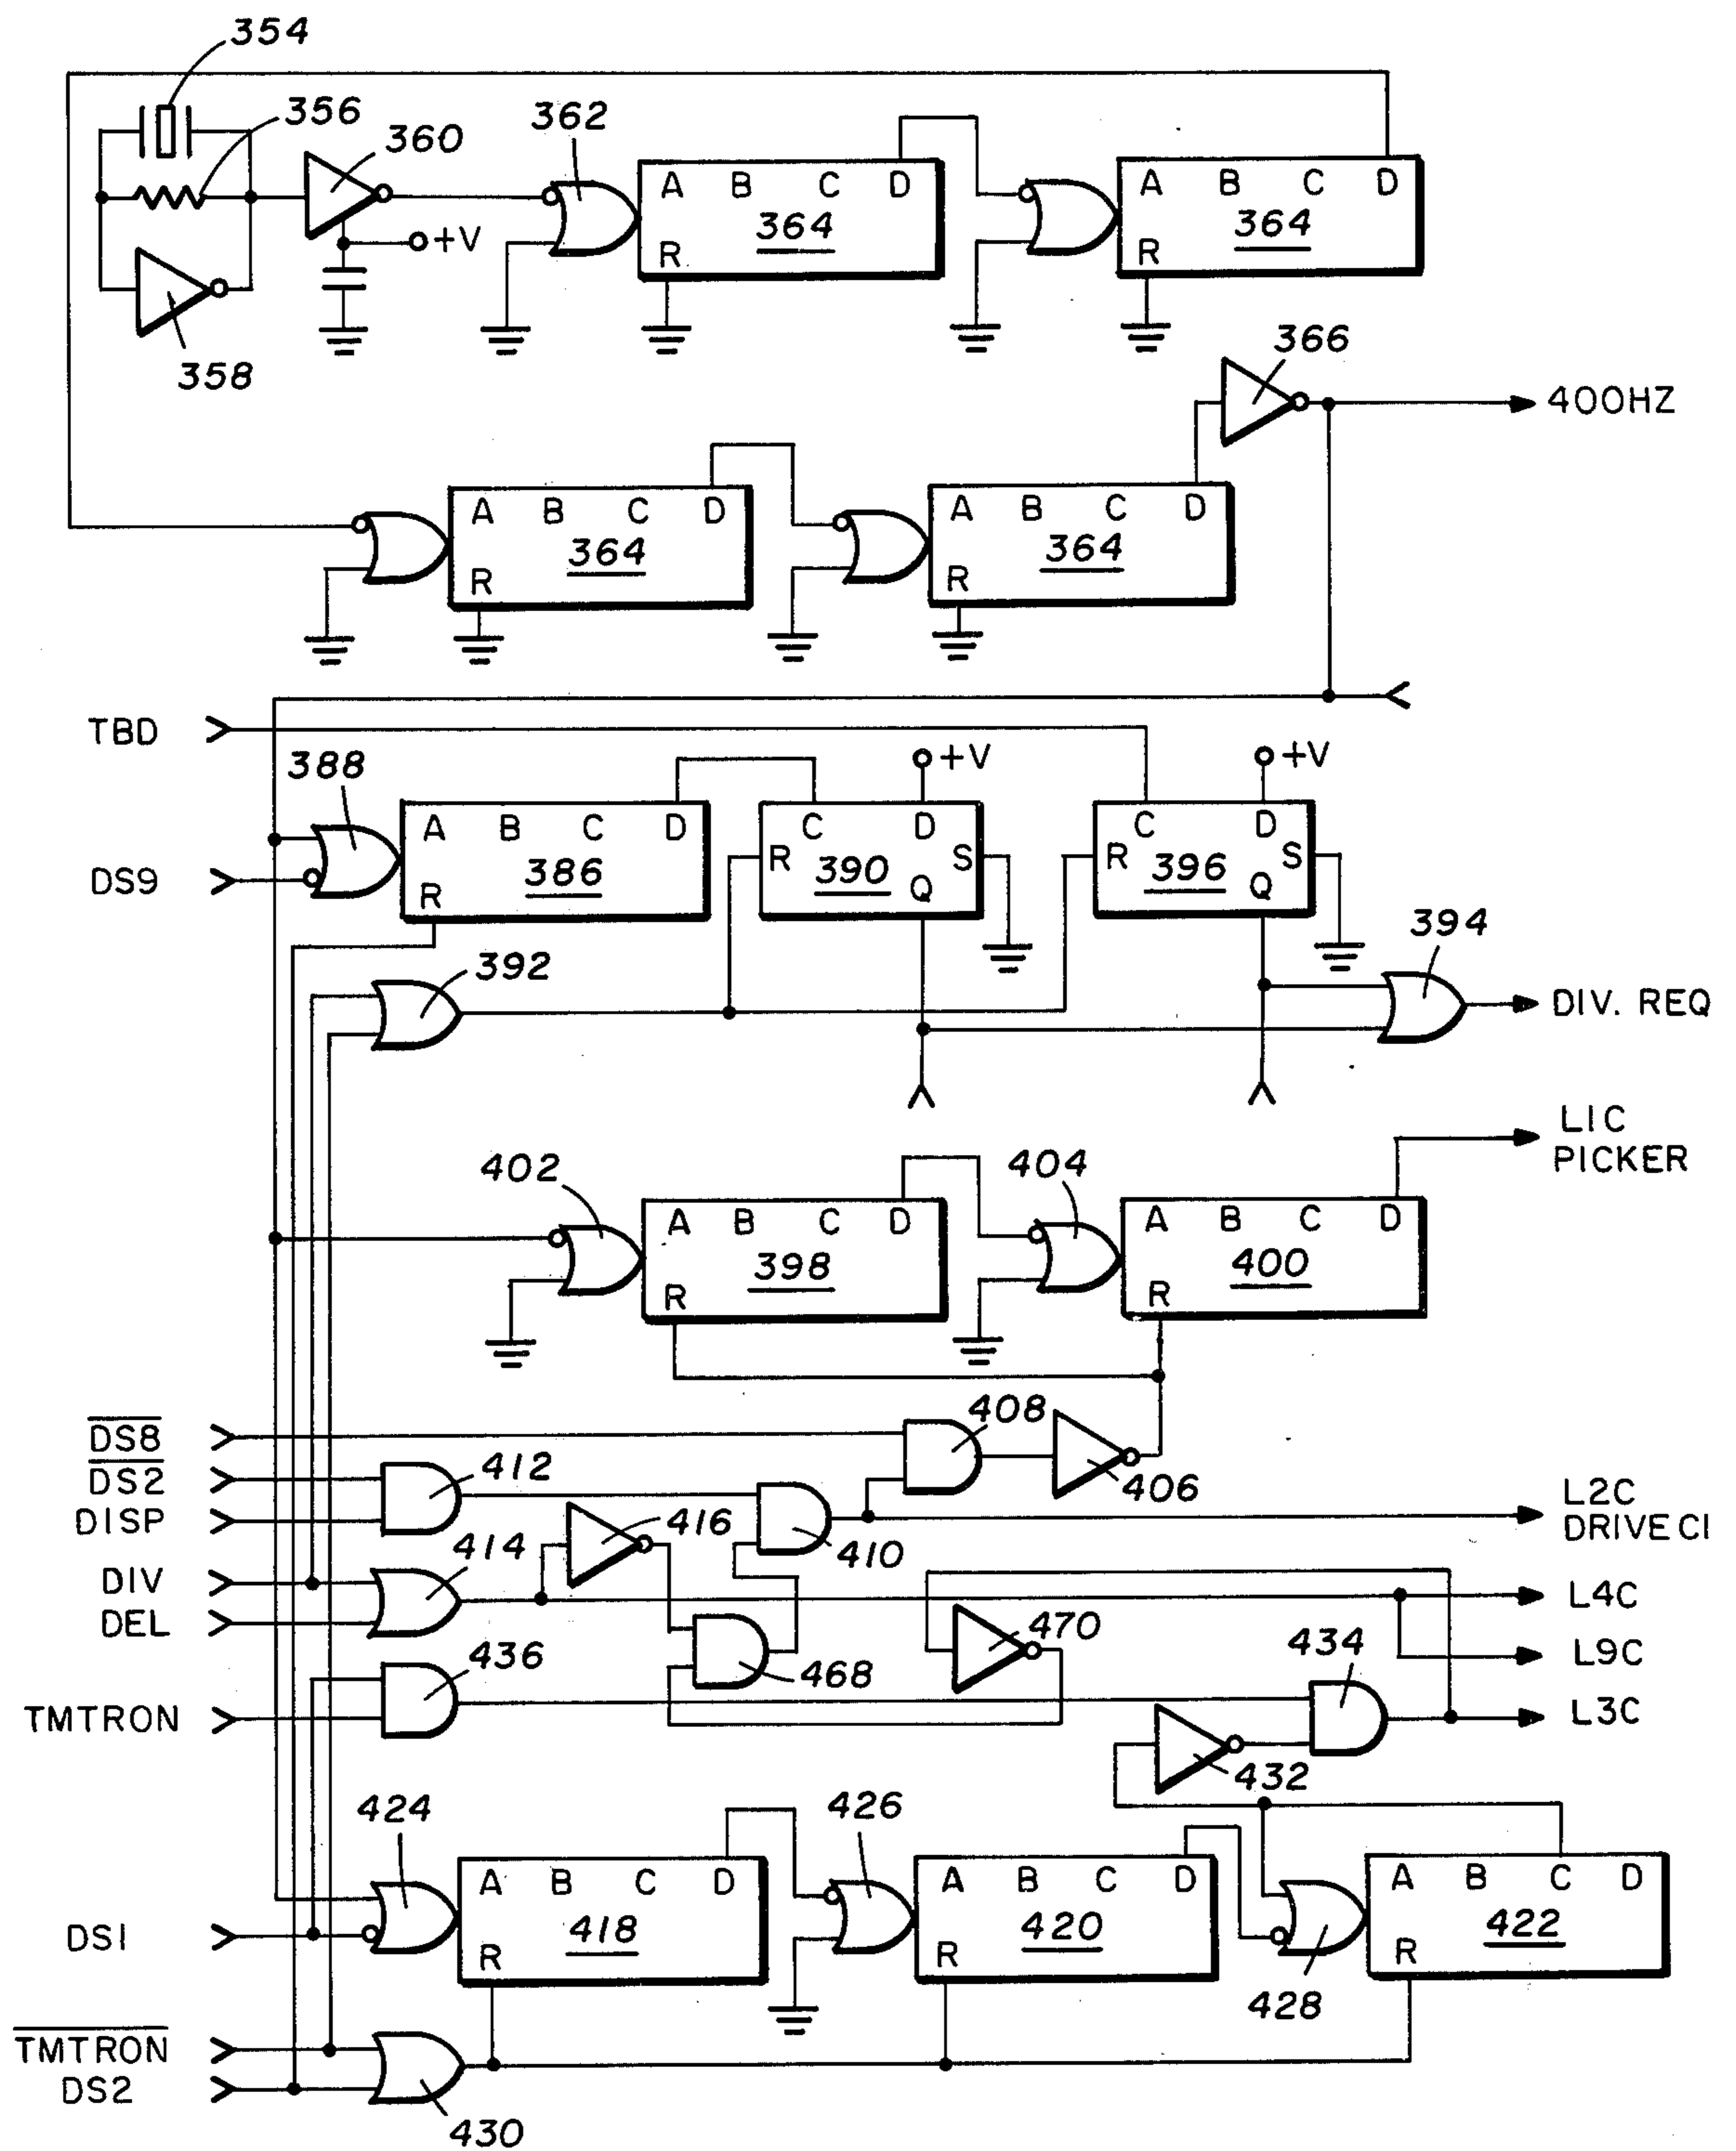 354
356
360
362
A B C D
364
R
A B C D
364
R
+V
358
366
400HZ
A B C D
364
R
A B C D
364
R
TBD
388
+V
+V
A B C D
386
R
C D
R 390 S
Q
C D
R 396 S
Q
DS9
392
394
DIV. REQ
L1C
PICKER
402
404
A B C D
398
R
A B C D
400
R
408
406
DS8
DS2
DISP
412
416
410
L2C
DRIVE CI
DIV
DEL
414
L4C
470
434
L9C
436
468
TMTRON
L3C
432
424
426
A B C D
418
R
A B C D
420
R
A B C D
422
R
DS1
428
TMTRON
DS2
430